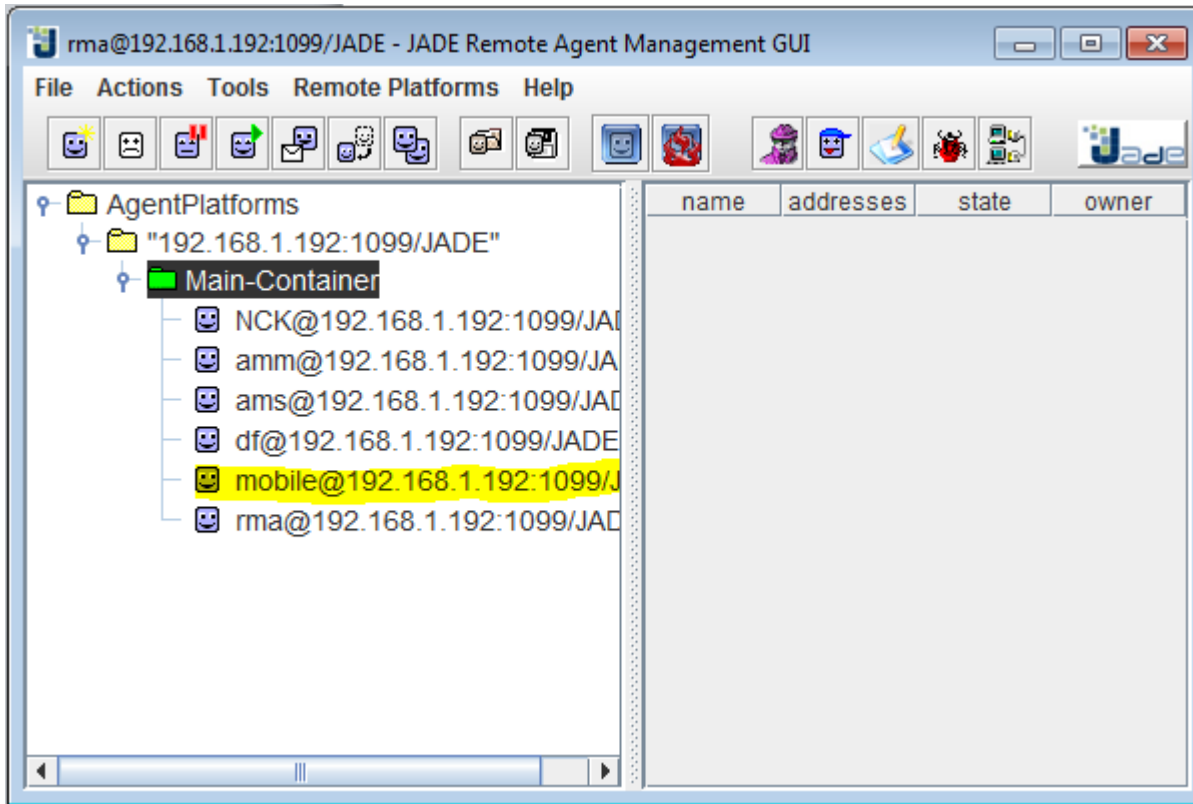 rma@192.168.1.192:1099/JADE - JADE Remote Agent Management GUI
File Actions Tools Remote Platforms Help
Jade
AgentPlatforms
"192.168.1.192:1099/JADE"
Main-Container
NCK@192.168.1.192:1099/JAD
amm@192.168.1.192:1099/JA
ams@192.168.1.192:1099/JAD
df@192.168.1.192:1099/JADE
mobile@192.168.1.192:1099/J
rma@192.168.1.192:1099/JAD
name addresses state owner